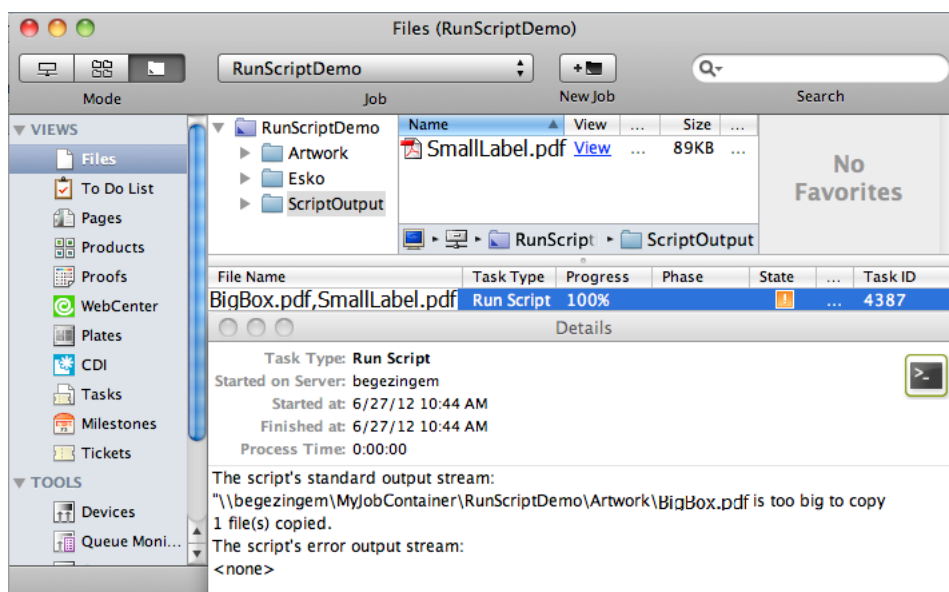 Files (RunScriptDemo)
RunScriptDemo
Mode
Job
New Job
Search
VIEWS
Files
To Do List
Pages
Products
Proofs
WebCenter
Plates
CDI
Tasks
Milestones
Tickets
TOOLS
Devices
Queue Moni...
RunScriptDemo
Artwork
Esko
ScriptOutput
Name View ... Size ...
SmallLabel.pdf View ... 89KB ...
RunScript ScriptOutput
No
Favorites
File Name Task Type Progress Phase State ... Task ID
BigBox.pdf,SmallLabel.pdf Run Script 100% ... 4387
Details
Task Type: Run Script
Started on Server: begezingem
Started at: 6/27/12 10:44 AM
Finished at: 6/27/12 10:44 AM
Process Time: 0:00:00
The script's standard output stream:
"\\begezingem\MyJobContainer\RunScriptDemo\Artwork\BigBox.pdf is too big to copy
1 file(s) copied.
The script's error output stream:
<none>